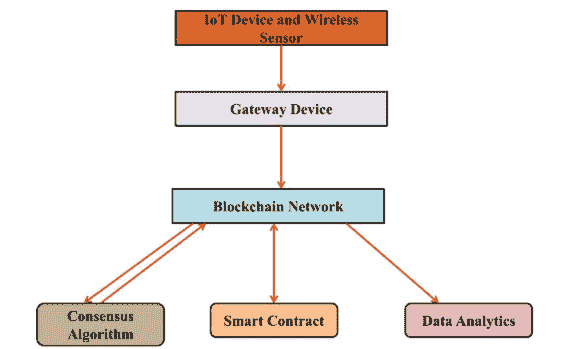 IoT Device and Wireless
Sensor
Gateway Device
Blockchain Network
Consensus
Algorithm
Smart Contract
Data Analytics